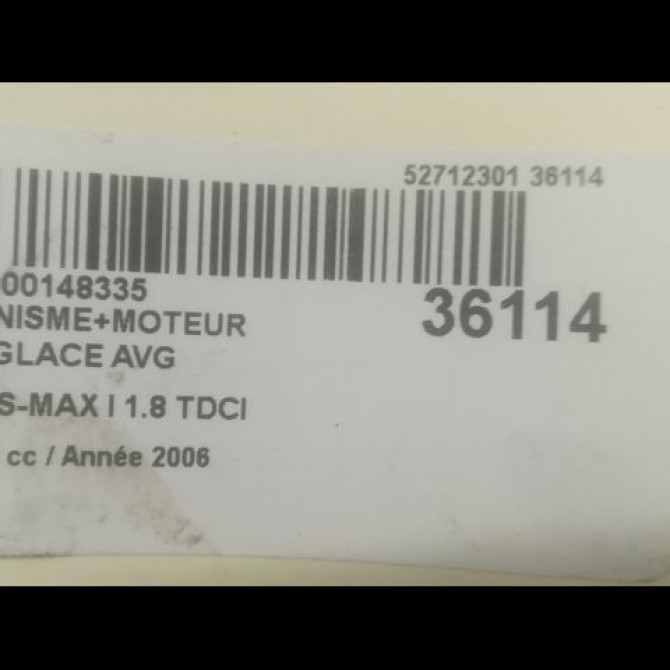 52712301 36114
00148335
36114
NISME+MOTEUR
GLACE AVG
S-MAX I 1.8 TDCI
cc / Année 2006